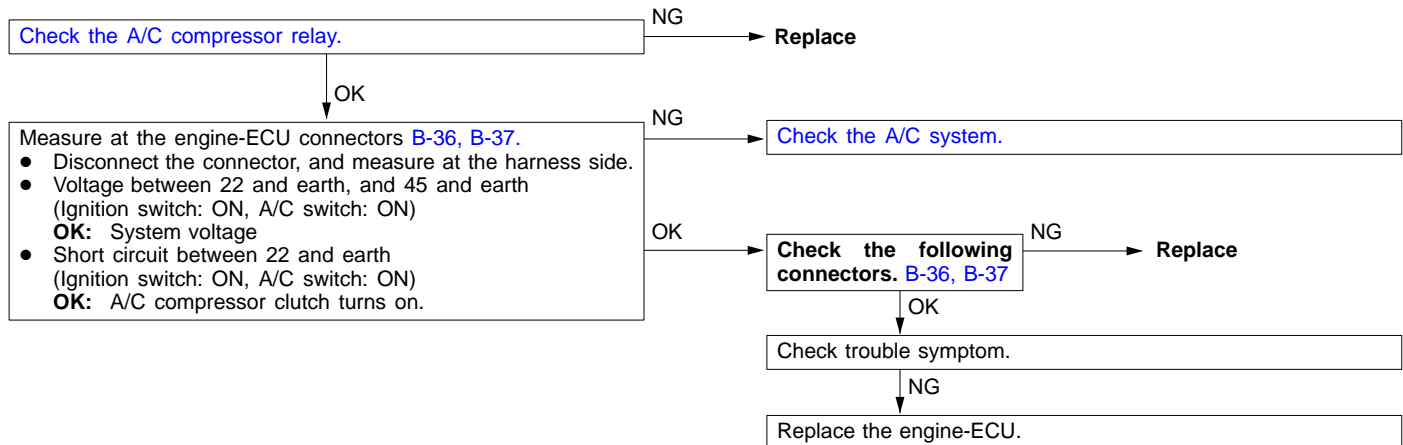 Check the A/C compressor relay.
NG
Replace
OK
Measure at the engine-ECU connectors B-36, B-37.
● Disconnect the connector, and measure at the harness side.
● Voltage between 22 and earth, and 45 and earth
(Ignition switch: ON, A/C switch: ON)
OK: System voltage
● Short circuit between 22 and earth
(Ignition switch: ON, A/C switch: ON)
OK: A/C compressor clutch turns on.
NG
Check the A/C system.
OK
Check the following
connectors. B-36, B-37
NG
Replace
OK
Check trouble symptom.
NG
Replace the engine-ECU.